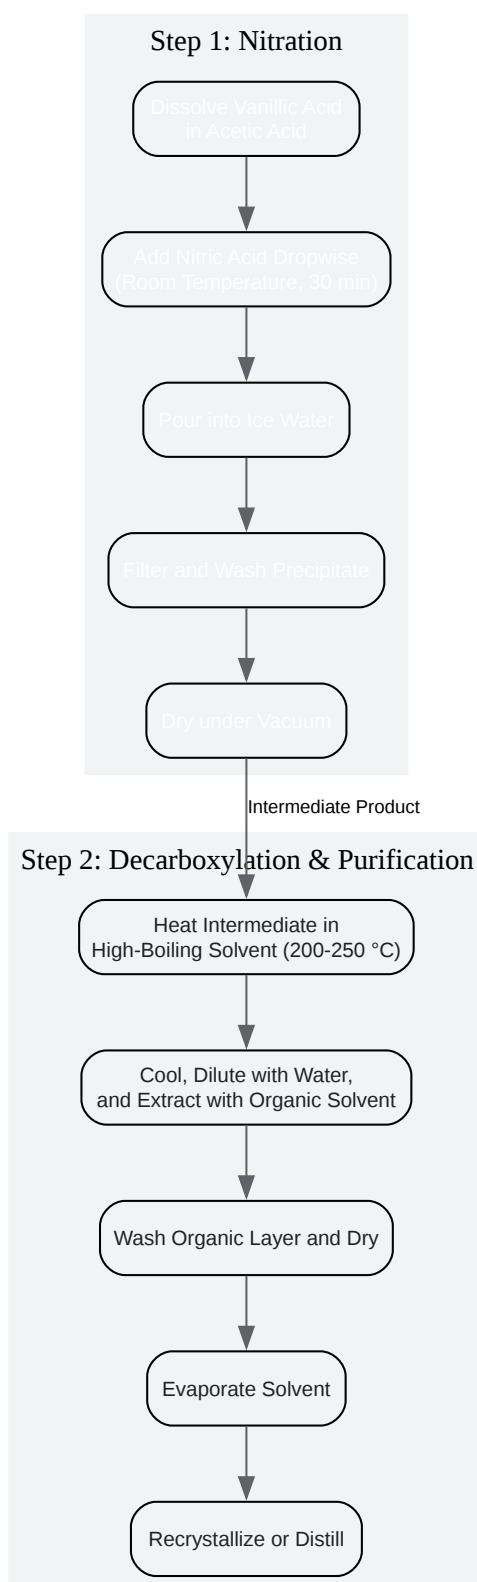 Step 1: Nitration
Dissolve Vanillic Acid
in Acetic Acid
Add Nitric Acid Dropwise
(Room Temperature, 30 min)
Pour into Ice Water
Filter and Wash Precipitate
Dry under Vacuum
Intermediate Product
Step 2: Decarboxylation & Purification
Heat Intermediate in
High-Boiling Solvent (200-250 °C)
Cool, Dilute with Water,
and Extract with Organic Solvent
Wash Organic Layer and Dry
Evaporate Solvent
Recrystallize or Distill